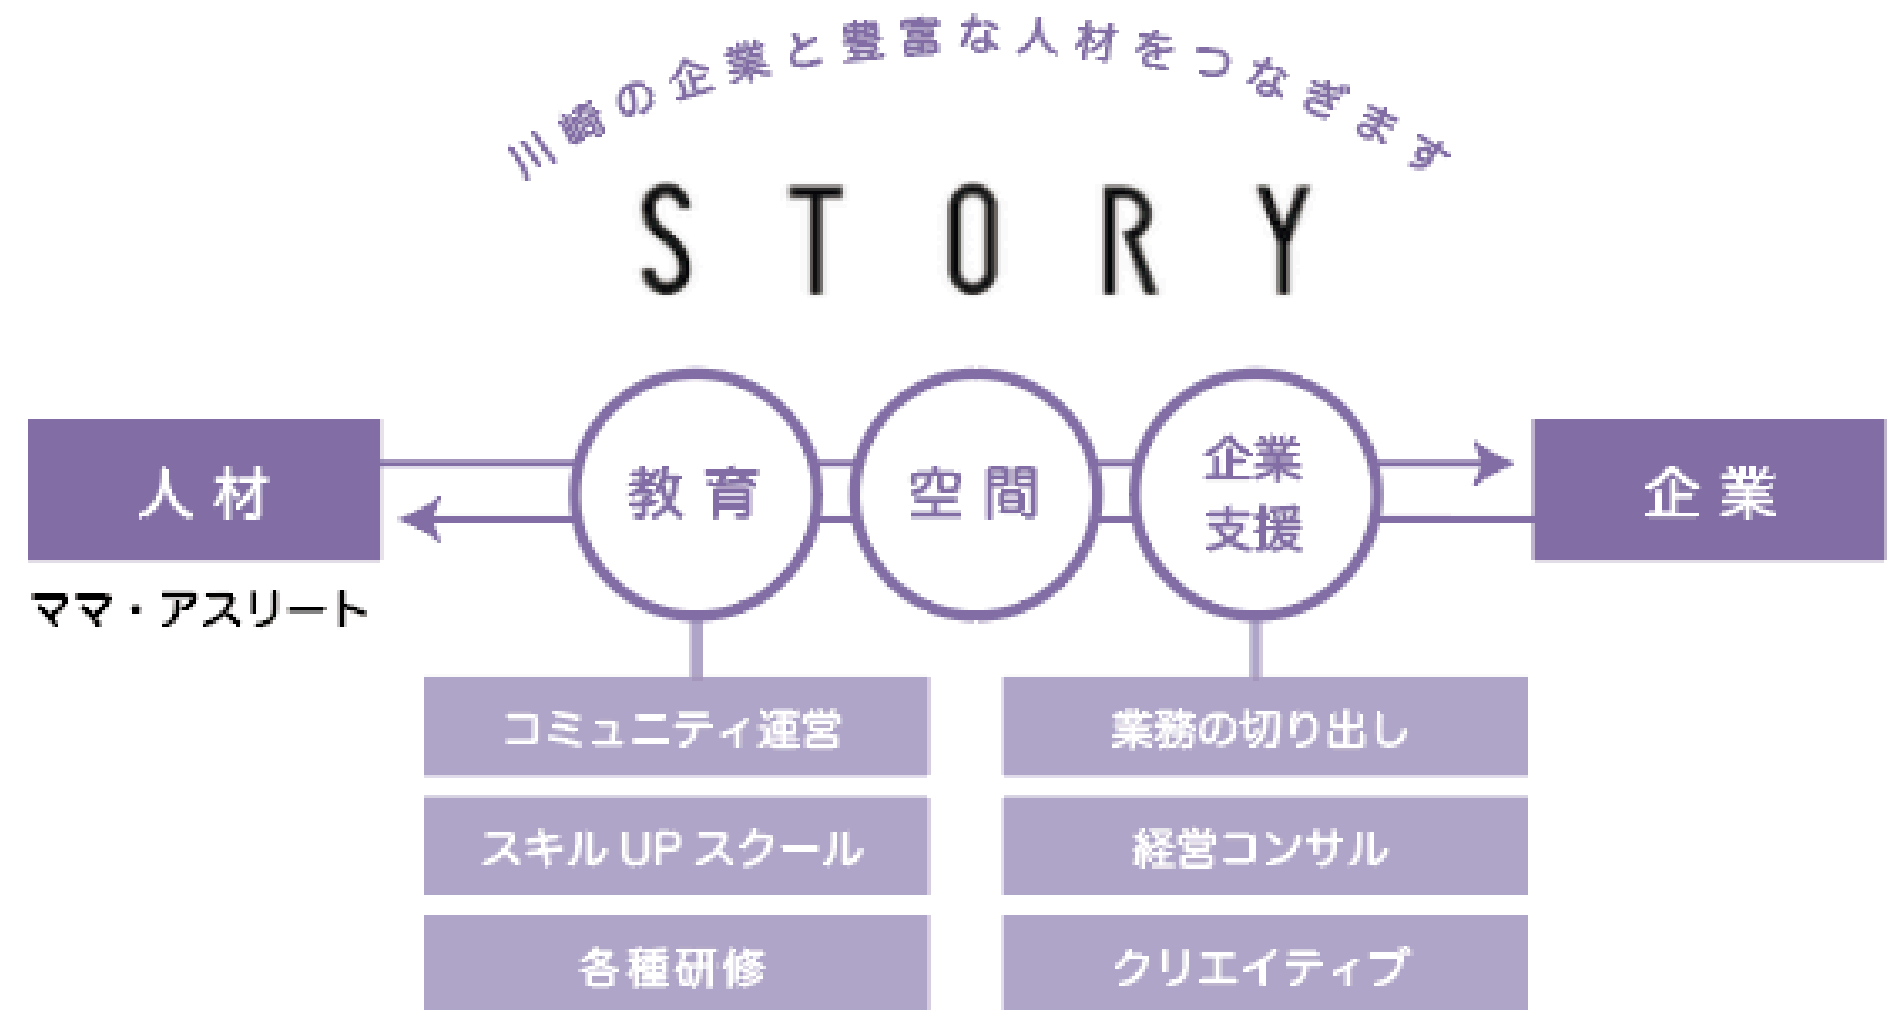 川崎の企業と豊富な人材をつなぎます
STORY
人材
教育
空間
企業
支援
企業
ママ・アスリート
コミュニティ運営
業務の切り出し
スキルUPスクール
経営コンサル
各種研修
クリエイティブ